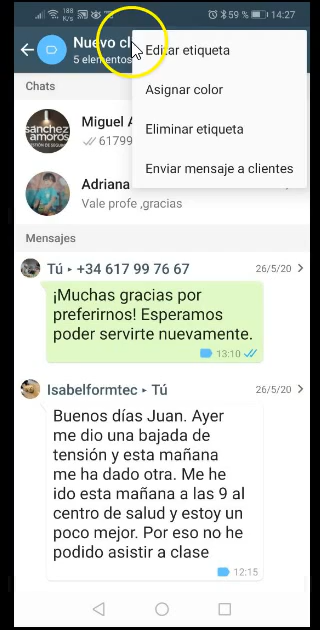 188
K/s
59 %
14:27
Nuevo cl
5 elementos
Editar etiqueta
Asignar color
Eliminar etiqueta
Enviar mensaje a clientes
Chats
sánchez
amoros
Miguel A
61799
Adriana
Vale profe ,gracias
Mensajes
Tú ▸ +34 617 99 76 67
26/5/20
¡Muchas gracias por
preferirnos! Esperamos
poder servirte nuevamente.
13:10
Isabelformtec ▸ Tú
26/5/20
Buenos días Juan. Ayer
me dio una bajada de
tensión y esta mañana
me ha dado otra. Me he
ido esta mañana a las 9 al
centro de salud y estoy un
poco mejor. Por eso no he
podido asistir a clase
12:15